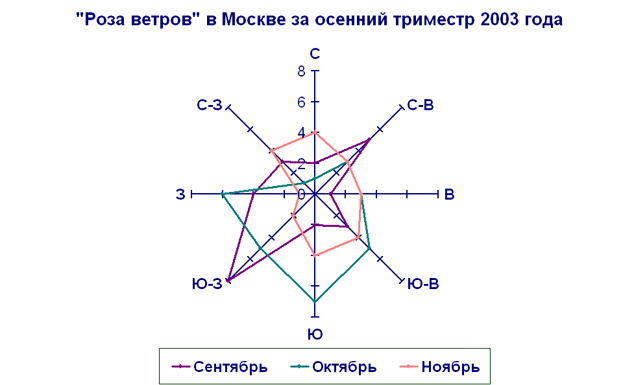 "Роза ветров" в Москве за осенний триместр 2003 года
С
8
С-З
С-В
6
4
2
З
0
В
Ю-З
Ю-В
Ю
Сентябрь Октябрь Ноябрь